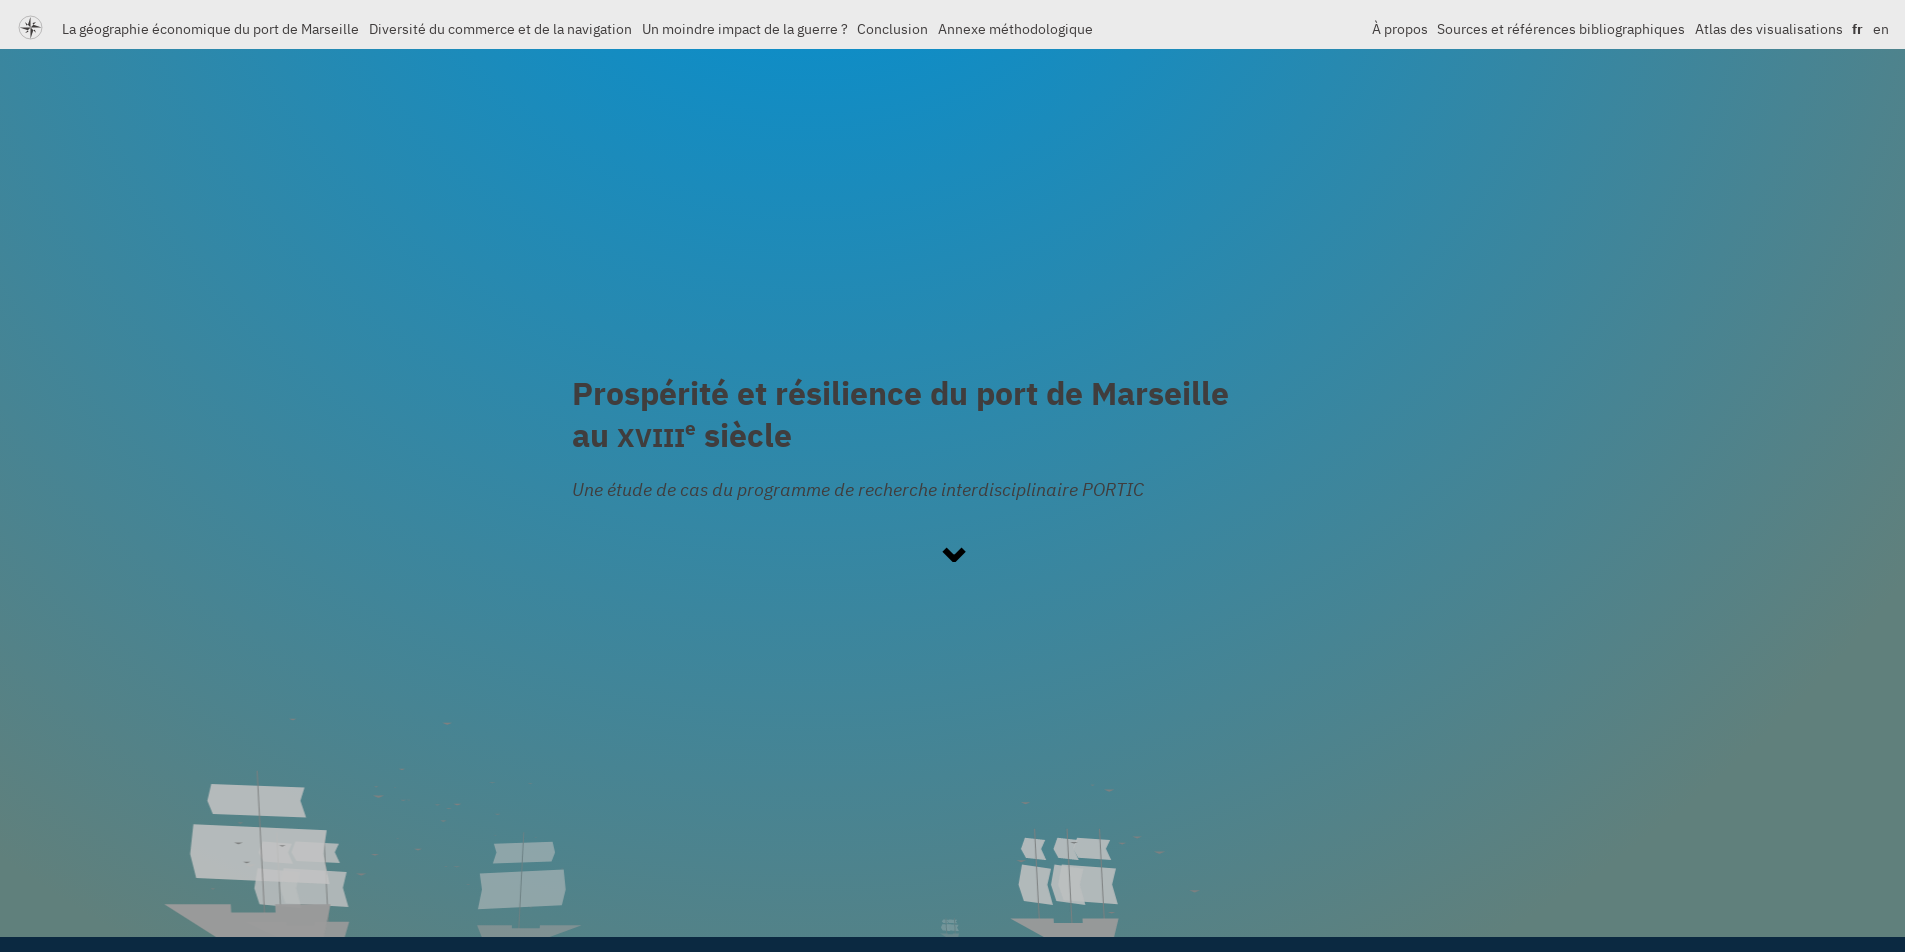 La géographie économique du port de Marseille Diversité du commerce et de la navigation Un moindre impact de la guerre ? Conclusion Annexe méthodologique À propos Sources et références bibliographiques Atlas des visualisations fr en
Prospérité et résilience du port de Marseille
au XVIIIe siècle
Une étude de cas du programme de recherche interdisciplinaire PORTIC